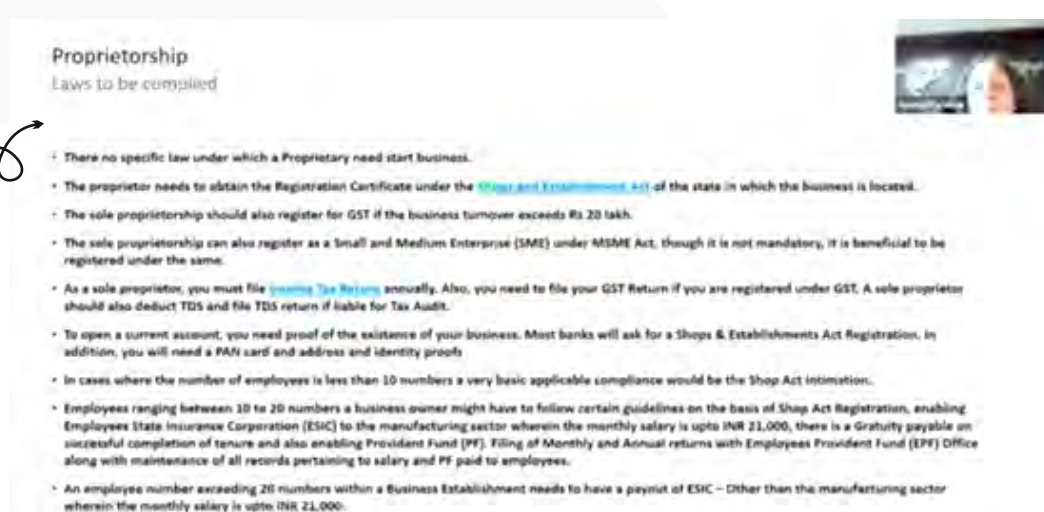 Proprietorship
Laws to be complied
• There no specific law under which a Proprietary need start business.
• The proprietor needs to obtain the Registration Certificate under the Shops and Establishment Act of the state in which the business is located.
• The sole proprietorship should also register for GST if the business turnover exceeds Rs 20 lakh.
• The sole proprietorship can also register as a Small and Medium Enterprise (SME) under MSME Act, though it is not mandatory, it is beneficial to be
registered under the same.
• As a sole proprietor, you must file Income Tax Return annually. Also, you need to file your GST Return if you are registered under GST. A sole proprietor
should also deduct TDS and file TDS return if liable for Tax Audit.
• To open a current account, you need proof of the existence of your business. Most banks will ask for a Shops & Establishments Act Registration, in
addition, you will need a PAN card and address and identity proofs
• In cases where the number of employees is less than 10 numbers a very basic applicable compliance would be the Shop Act Intimation.
• Employees ranging between 10 to 20 numbers a business owner might have to follow certain guidelines on the basis of Shop Act Registration, enabling
Employees State Insurance Corporation (ESIC) to the manufacturing sector wherein the monthly salary is upto INR 21,000, there is a Gratuity payable on
successful completion of tenure and also enabling Provident Fund (PF). Filing of Monthly and Annual returns with Employees Provident Fund (EPF) Office
along with maintenance of all records pertaining to salary and PF paid to employees.
• An employee number exceeding 20 numbers within a Business Establishment needs to have a payout of ESIC – Other than the manufacturing sector
wherein the monthly salary is upto INR 21,000.